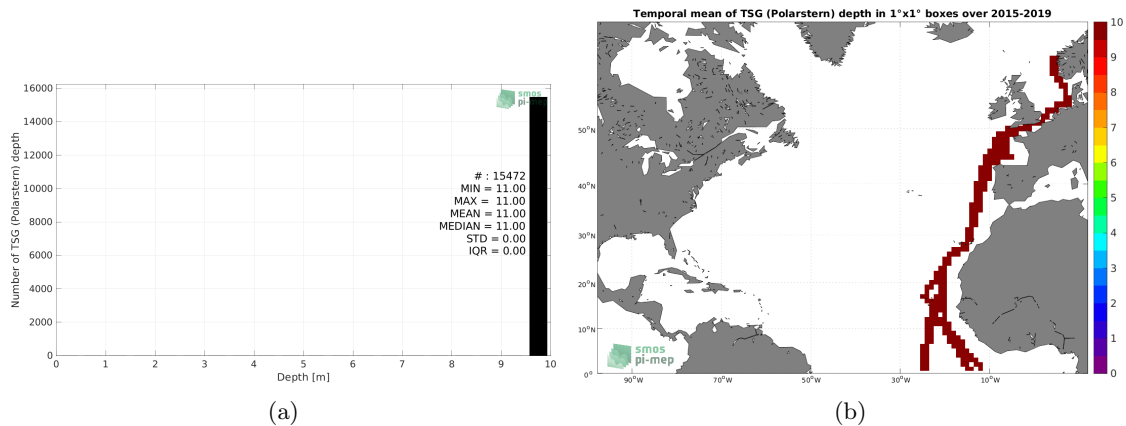 Number of TSG (Polarstern) depth
16000
14000
12000
10000
8000
6000
4000
2000
0
0 1 2 3 4 5 6 7 8 9 10
Depth [m]
smos
pi-mep
# : 15472
MIN = 11.00
MAX = 11.00
MEAN = 11.00
MEDIAN = 11.00
STD = 0.00
IQR = 0.00
(a)
Temporal mean of TSG (Polarstern) depth in 1°x1° boxes over 2015-2019
50°N
40°N
30°N
20°N
10°N
0°
90°W 70°W 50°W 30°W 10°W
smos
pi-mep
10
9
8
7
6
5
4
3
2
1
0
(b)